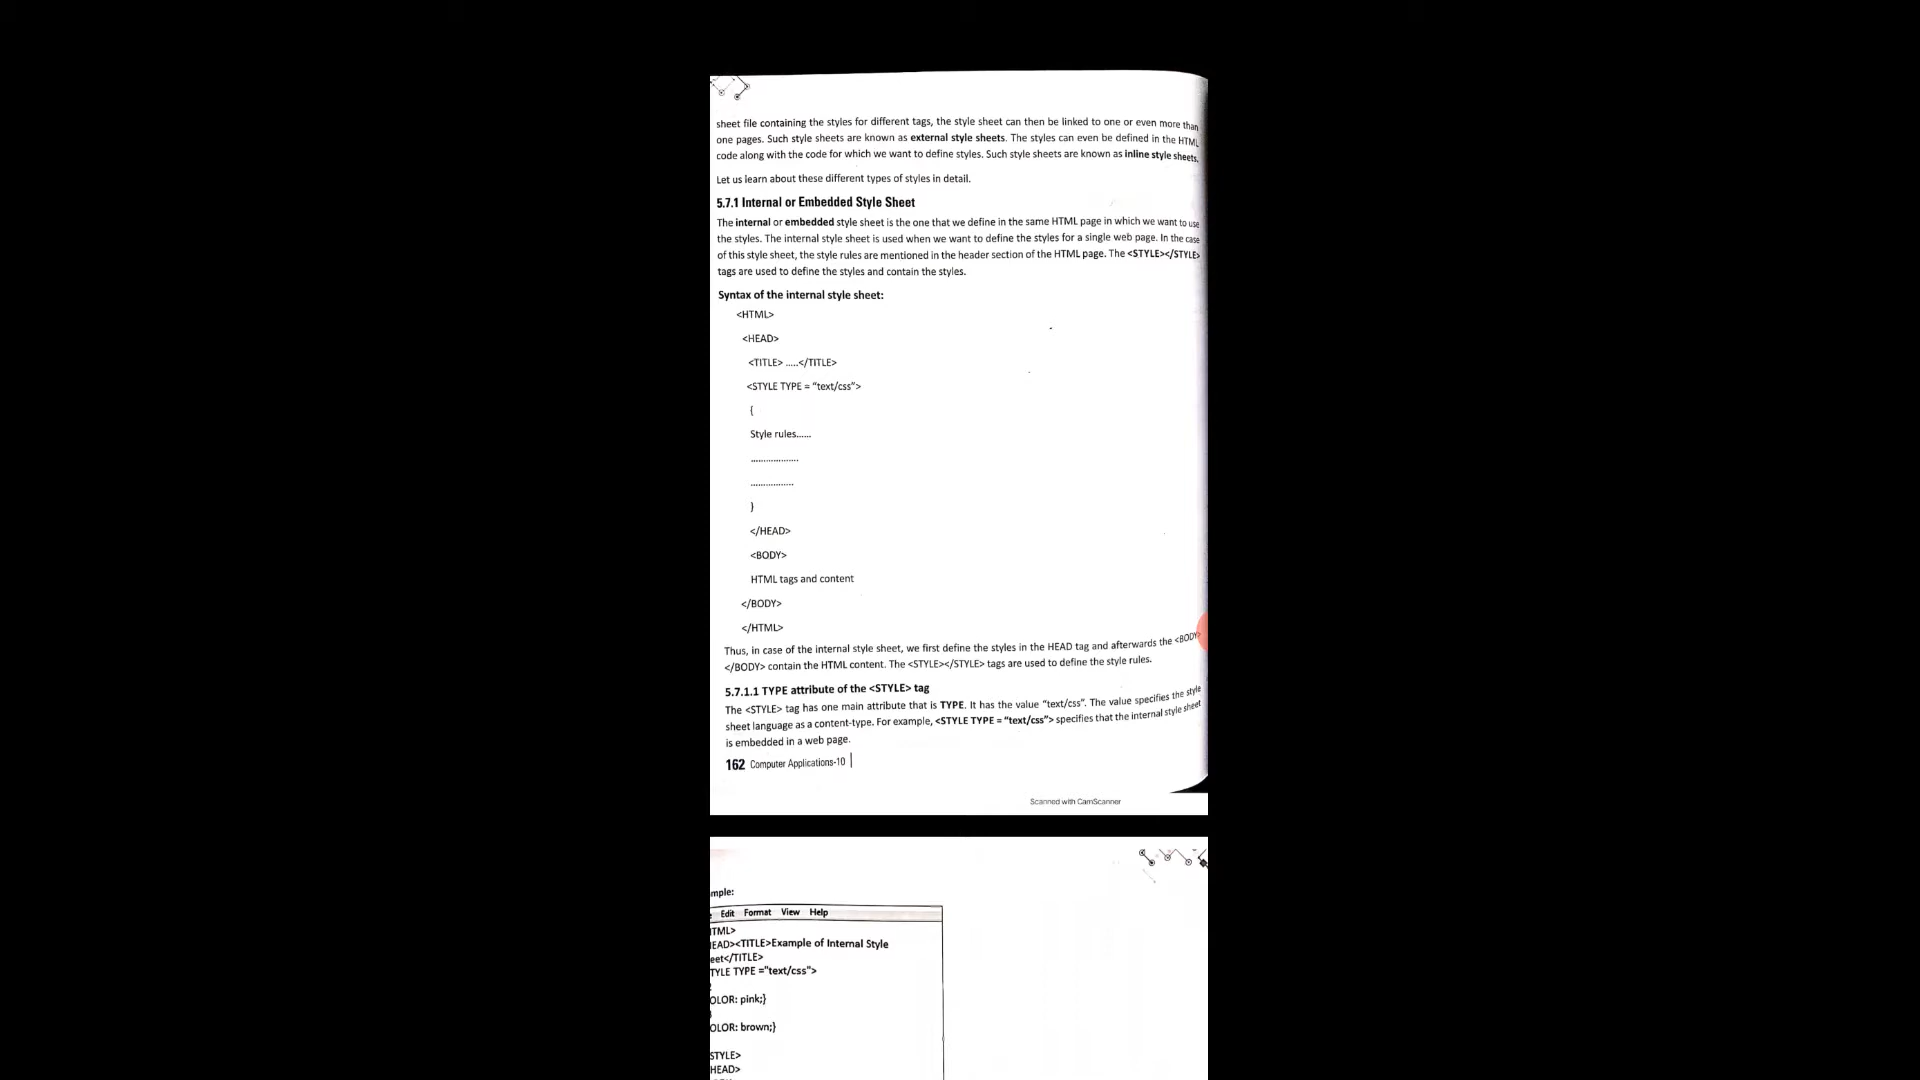 sheet file containing the styles for different tags, the style sheet can then be linked to one or even more than
one pages. Such style sheets are known as external style sheets. The styles can even be defined in the HTML
code along with the code for which we want to define styles. Such style sheets are known as inline style sheets.
Let us learn about these different types of styles in detail.
5.7.1 Internal or Embedded Style Sheet
The internal or embedded style sheet is the one that we define in the same HTML page in which we want to use
the styles. The internal style sheet is used when we want to define the styles for a single web page. In the case
of this style sheet, the style rules are mentioned in the header section of the HTML page. The <STYLE></STYLE>
tags are used to define the styles and contain the styles.
Syntax of the internal style sheet:
<HTML>
<HEAD>
<TITLE> .....</TITLE>
<STYLE TYPE = “text/css”>
{
Style rules......
...................
.................
}
</HEAD>
<BODY>
HTML tags and content
</BODY>
</HTML>
Thus, in case of the internal style sheet, we first define the styles in the HEAD tag and afterwards the <BODY>
</BODY> contain the HTML content. The <STYLE></STYLE> tags are used to define the style rules.
5.7.1.1 TYPE attribute of the <STYLE> tag
The <STYLE> tag has one main attribute that is TYPE. It has the value “text/css”. The value specifies the style
sheet language as a content-type. For example, <STYLE TYPE = “text/css”> specifies that the internal style sheet
is embedded in a web page.
162 Computer Applications-10
Scanned with CamScanner
mple:
Edit Format View Help
TML>
EAD><TITLE>Example of Internal Style
eet</TITLE>
TYLE TYPE ="text/css">
OLOR: pink;}
OLOR: brown;}
STYLE>
HEAD>